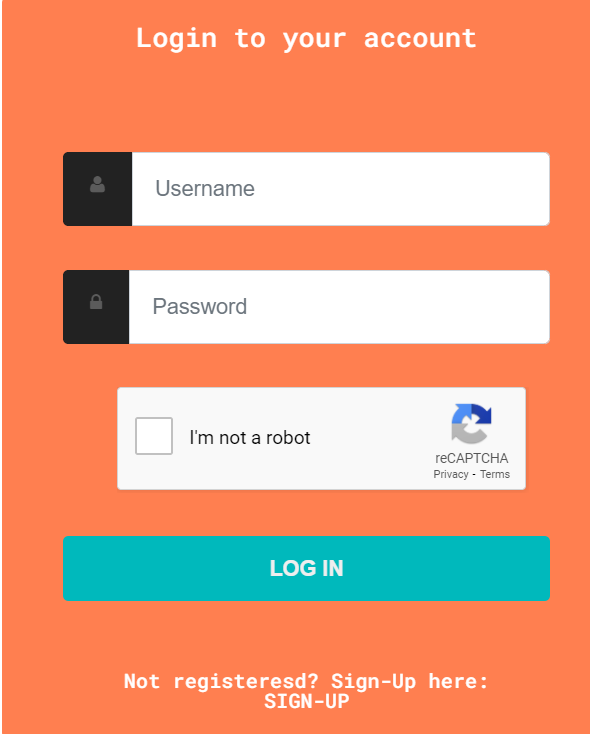 Login to your account
Username
Password
I'm not a robot
reCAPTCHA
Privacy - Terms
LOG IN
Not registeresd? Sign-Up here:
SIGN-UP